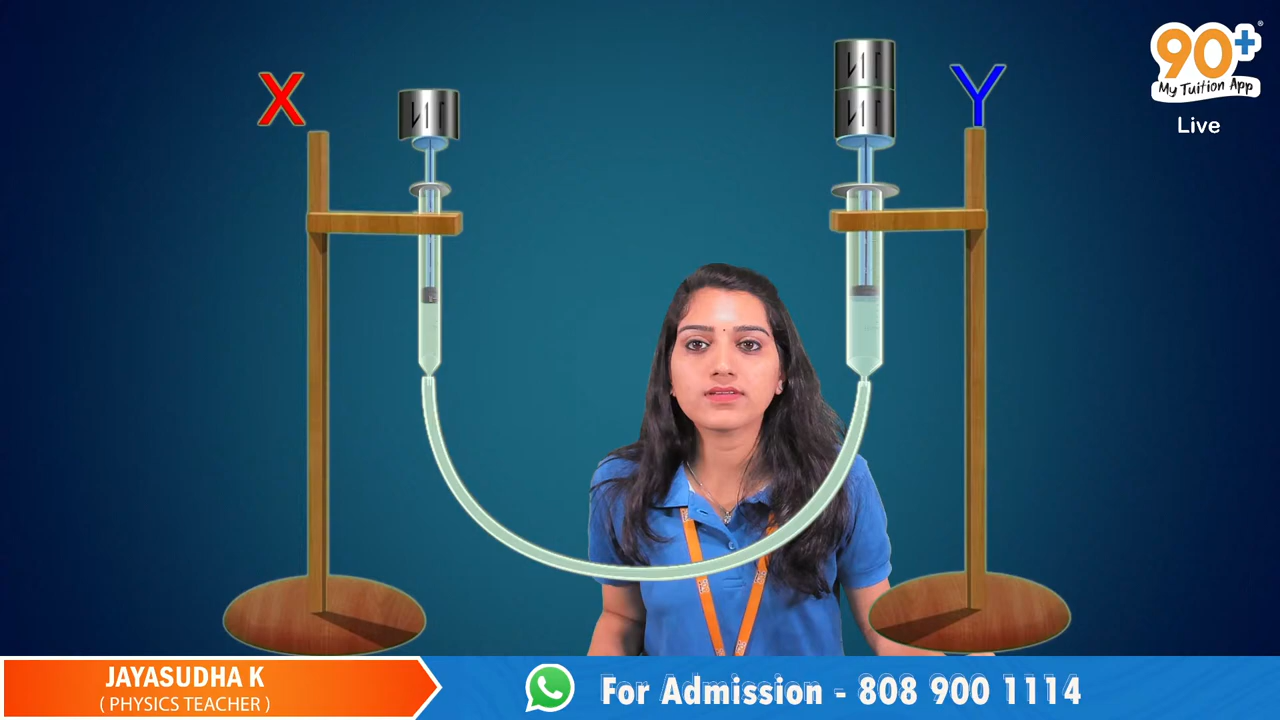 X
Y
90+
My Tuition App
Live
JAYASUDHA K
( PHYSICS TEACHER )
For Admission - 808 900 1114